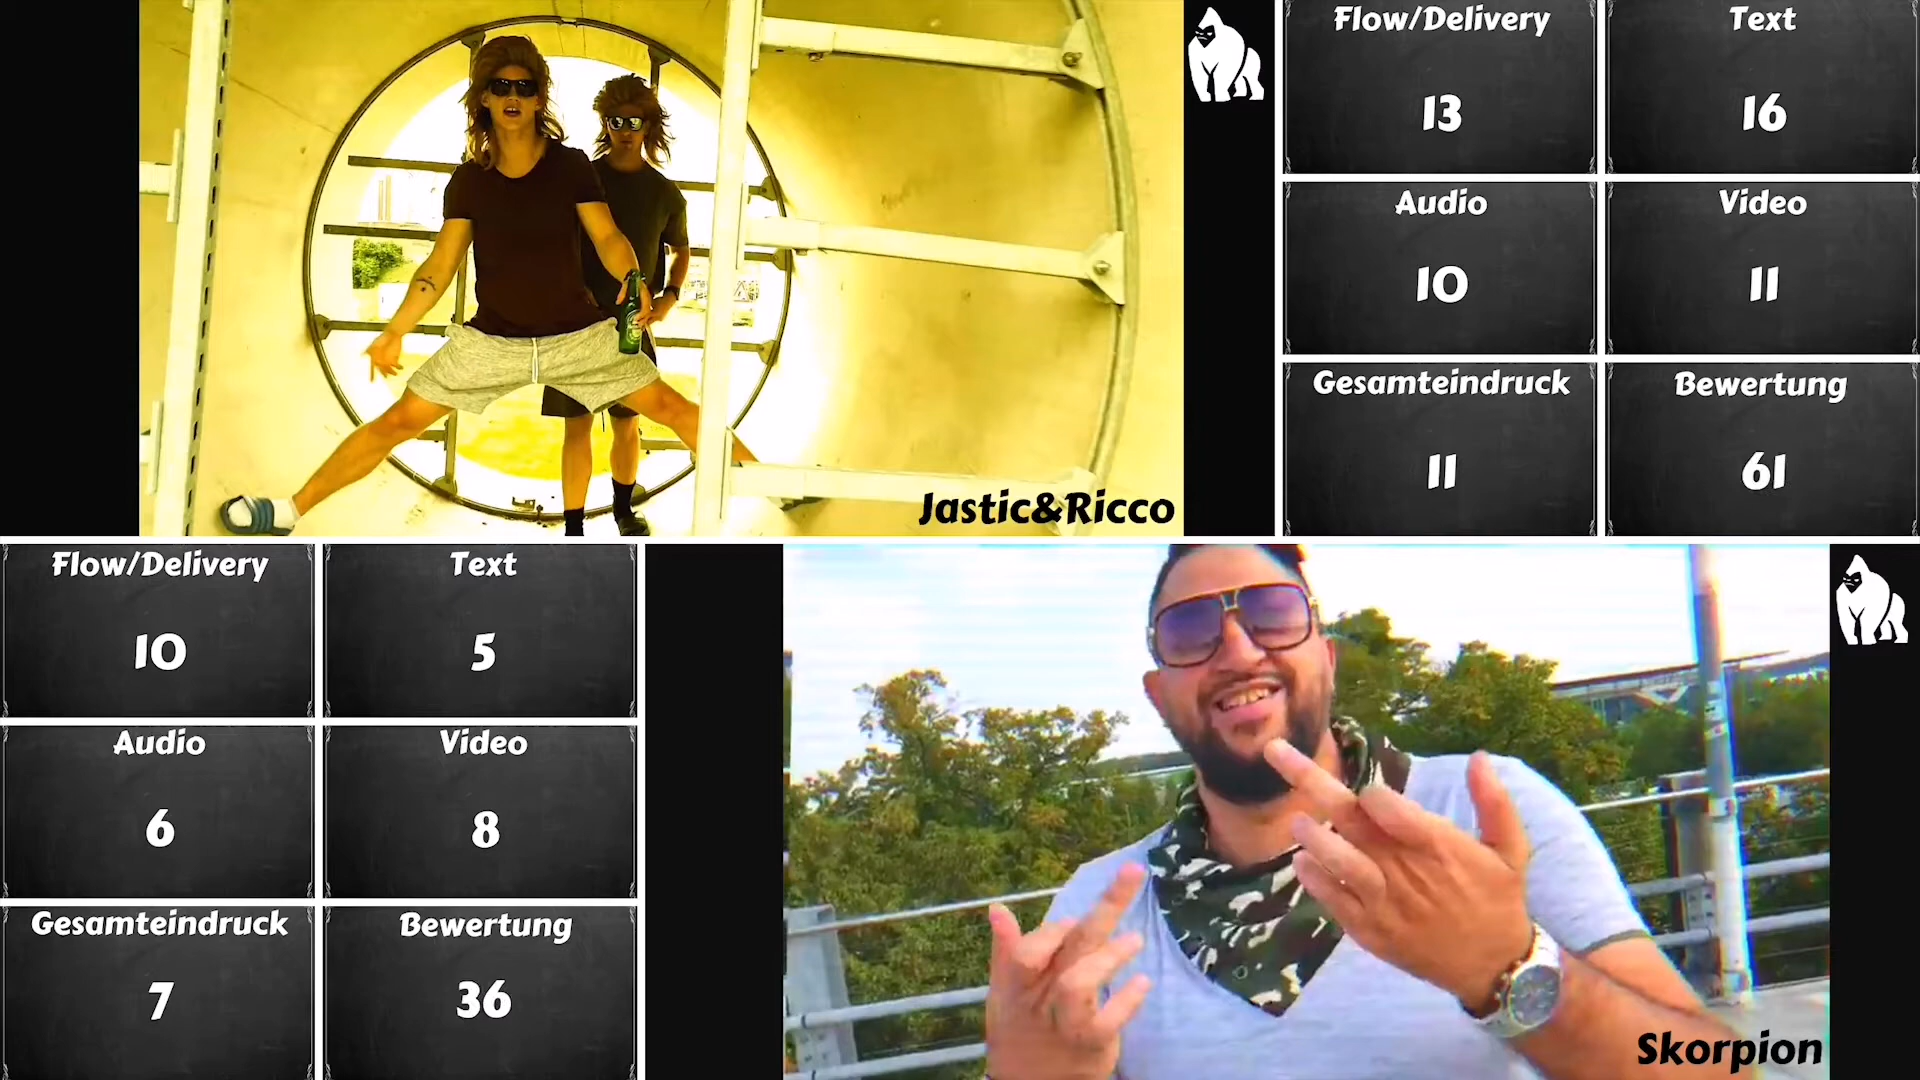 Flow/Delivery
13
Text
16
Audio
10
Video
11
Gesamteindruck
11
Bewertung
61
Jastic&Ricco
Flow/Delivery
10
Text
5
Audio
6
Video
8
Gesamteindruck
7
Bewertung
36
Skorpion